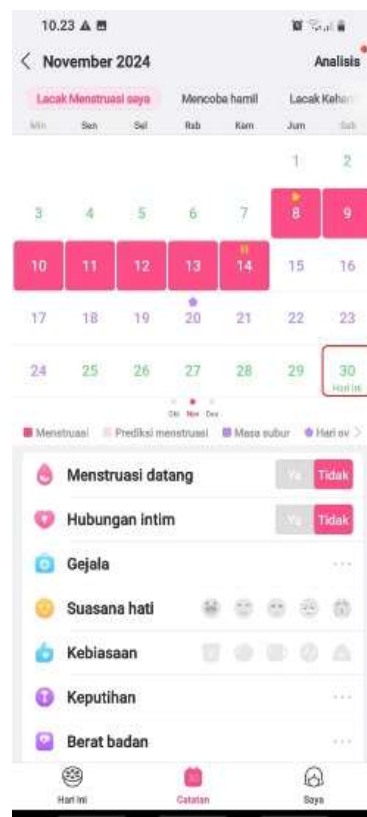 10.23
November 2024
Analisis
Lacak Menstruasi saya Mencoba hamil Lacak
Min Sen Sel Rab Kam Jum Sab
1 2
3 4 5 6 7 8 9
10 11 12 13 14 15 16
17 18 19 20 21 22 23
24 25 26 27 28 29 30
Hari ini
Okt Nov Des
Menstruasi Prediksi menstruasi Masa subur Hari ov
Menstruasi datang Ya Tidak
Hubungan intim Ya Tidak
Gejala
Suasana hati
Kebiasaan
Keputihan
Berat badan
Hari ini Catatan Saya